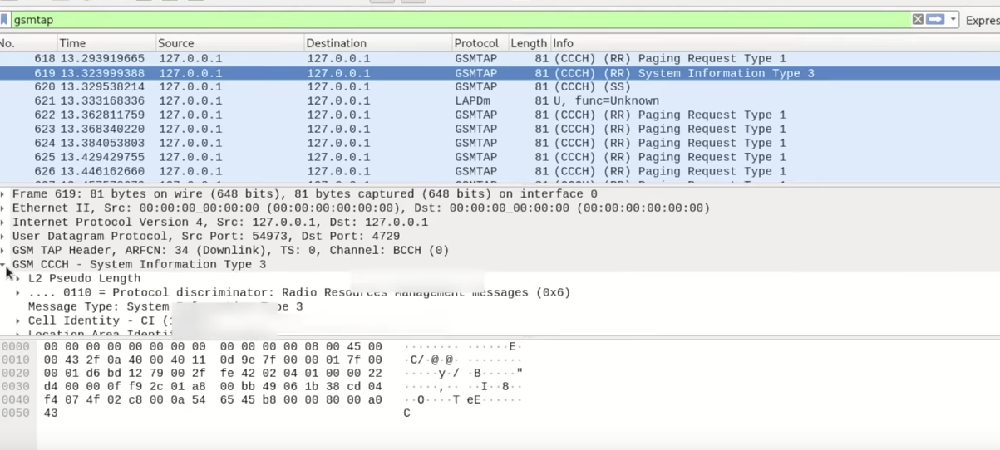 gsmtap Expres
No. Time Source Destination Protocol Length Info
618 13.293919665 127.0.0.1 127.0.0.1 GSMTAP 81 (CCCH) (RR) Paging Request Type 1
619 13.323999388 127.0.0.1 127.0.0.1 GSMTAP 81 (CCCH) (RR) System Information Type 3
620 13.329538214 127.0.0.1 127.0.0.1 GSMTAP 81 (CCCH) (SS)
621 13.333168336 127.0.0.1 127.0.0.1 LAPDm 81 U, func=Unknown
622 13.362811759 127.0.0.1 127.0.0.1 GSMTAP 81 (CCCH) (RR) Paging Request Type 1
623 13.368340220 127.0.0.1 127.0.0.1 GSMTAP 81 (CCCH) (RR) Paging Request Type 1
624 13.384053803 127.0.0.1 127.0.0.1 GSMTAP 81 (CCCH) (RR) Paging Request Type 1
625 13.429429755 127.0.0.1 127.0.0.1 GSMTAP 81 (CCCH) (RR) Paging Request Type 1
626 13.446162660 127.0.0.1 127.0.0.1 GSMTAP 81 (CCCH) (RR) Paging Request Type 1
Frame 619: 81 bytes on wire (648 bits), 81 bytes captured (648 bits) on interface 0
Ethernet II, Src: 00:00:00_00:00:00 (00:00:00:00:00:00), Dst: 00:00:00_00:00:00 (00:00:00:00:00:00)
Internet Protocol Version 4, Src: 127.0.0.1, Dst: 127.0.0.1
User Datagram Protocol, Src Port: 54973, Dst Port: 4729
GSM TAP Header, ARFCN: 34 (Downlink), TS: 0, Channel: BCCH (0)
GSM CCCH - System Information Type 3
L2 Pseudo Length
.... 0110 = Protocol discriminator: Radio Resources Management messages (0x6)
Message Type: System 3
Cell Identity - CI
Location Area
0000 00 00 00 00 00 00 00 00 00 00 00 00 08 00 45 00 ········ ······E·
0010 00 43 2f 0a 40 00 40 11 0d 9e 7f 00 00 01 7f 00 ·C/·@·@· ········
0020 00 01 d6 bd 12 79 00 2f fe 42 02 04 01 00 00 22 ·····y·/ ·B·····"
0030 d4 00 00 0f f9 2c 01 a8 00 bb 49 06 1b 38 cd 04 ·····,·· ··I··8··
0040 f4 07 4f 02 c8 00 0a 54 65 45 b8 00 00 80 00 a0 ··O····T eE······
0050 43 C